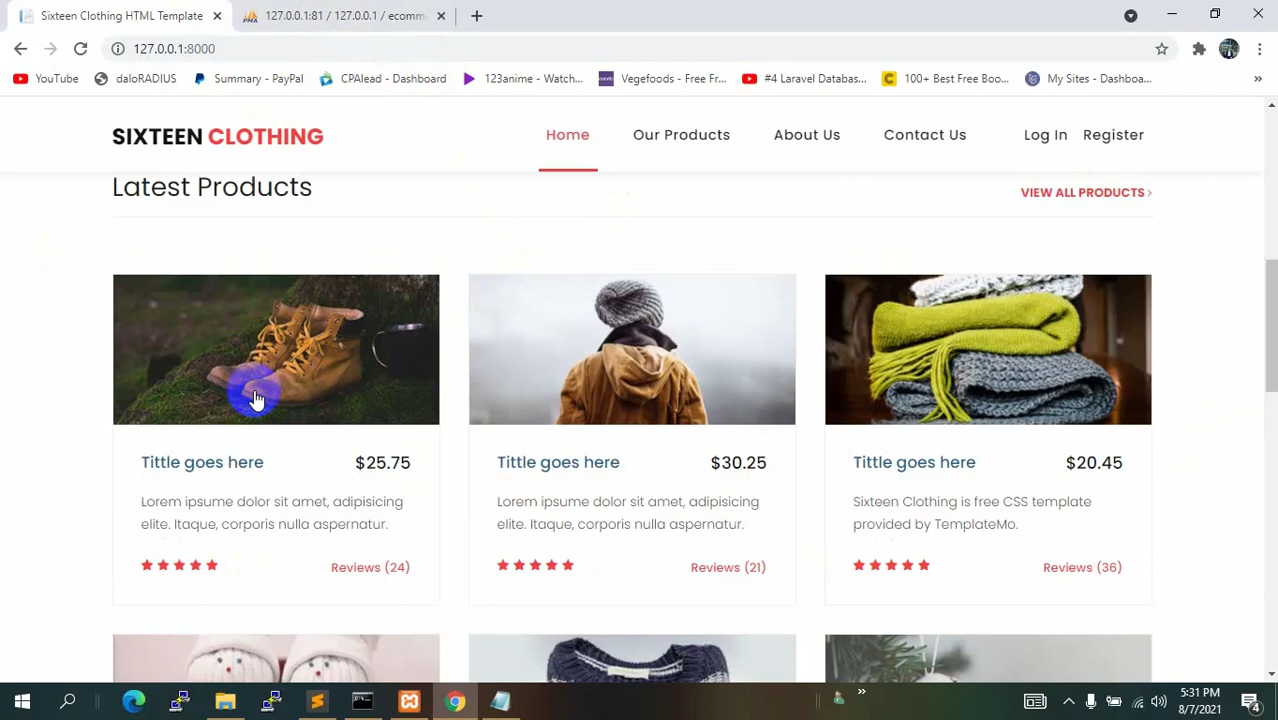 Sixteen Clothing HTML Template
127.0.0.1:81 / 127.0.0.1 / ecomm
127.0.0.1:8000
YouTube
daloRADIUS
Summary - PayPal
CPAlead - Dashboard
123anime - Watch...
Vegefoods - Free Fr...
#4 Laravel Databas...
100+ Best Free Boo...
My Sites - Dashboa...
SIXTEEN CLOTHING
Home
Our Products
About Us
Contact Us
Log In
Register
Latest Products
VIEW ALL PRODUCTS
Tittle goes here
$25.75
Lorem ipsume dolor sit amet, adipisicing
elite. Itaque, corporis nulla aspernatur.
Reviews (24)
Tittle goes here
$30.25
Lorem ipsume dolor sit amet, adipisicing
elite. Itaque, corporis nulla aspernatur.
Reviews (21)
Tittle goes here
$20.45
Sixteen Clothing is free CSS template
provided by TemplateMo.
Reviews (36)
5:31 PM
8/7/2021
4